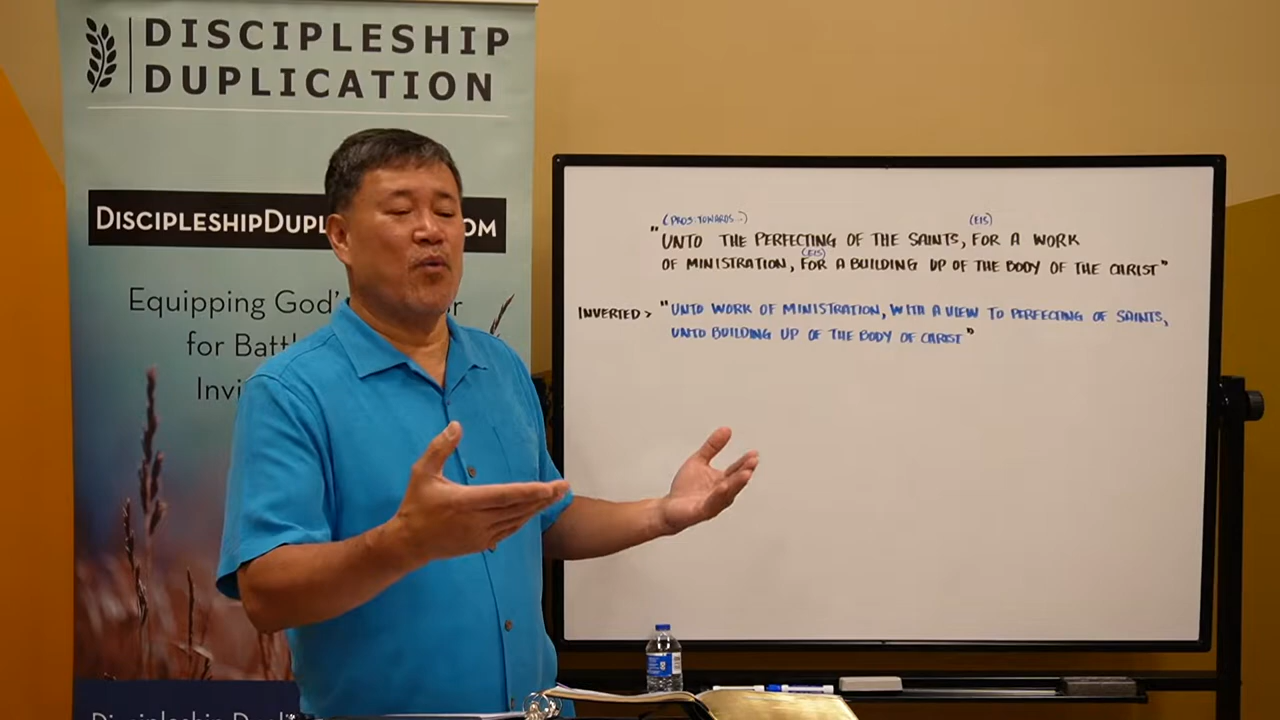 DISCIPLESHIP
DUPLICATION
DISCIPLESHIPDUPL OM
Equipping God'
for Batt
Invi
(PROS: TOWARDS..) (EIS)
"UNTO THE PERFECTING OF THE SAINTS, FOR A WORK
(EIS)
OF MINISTRATION, FOR A BUILDING UP OF THE BODY OF THE CHRIST"
INVERTED > "UNTO WORK OF MINISTRATION, WITH A VIEW TO PERFECTING OF SAINTS,
UNTO BUILDING UP OF THE BODY OF CHRIST"